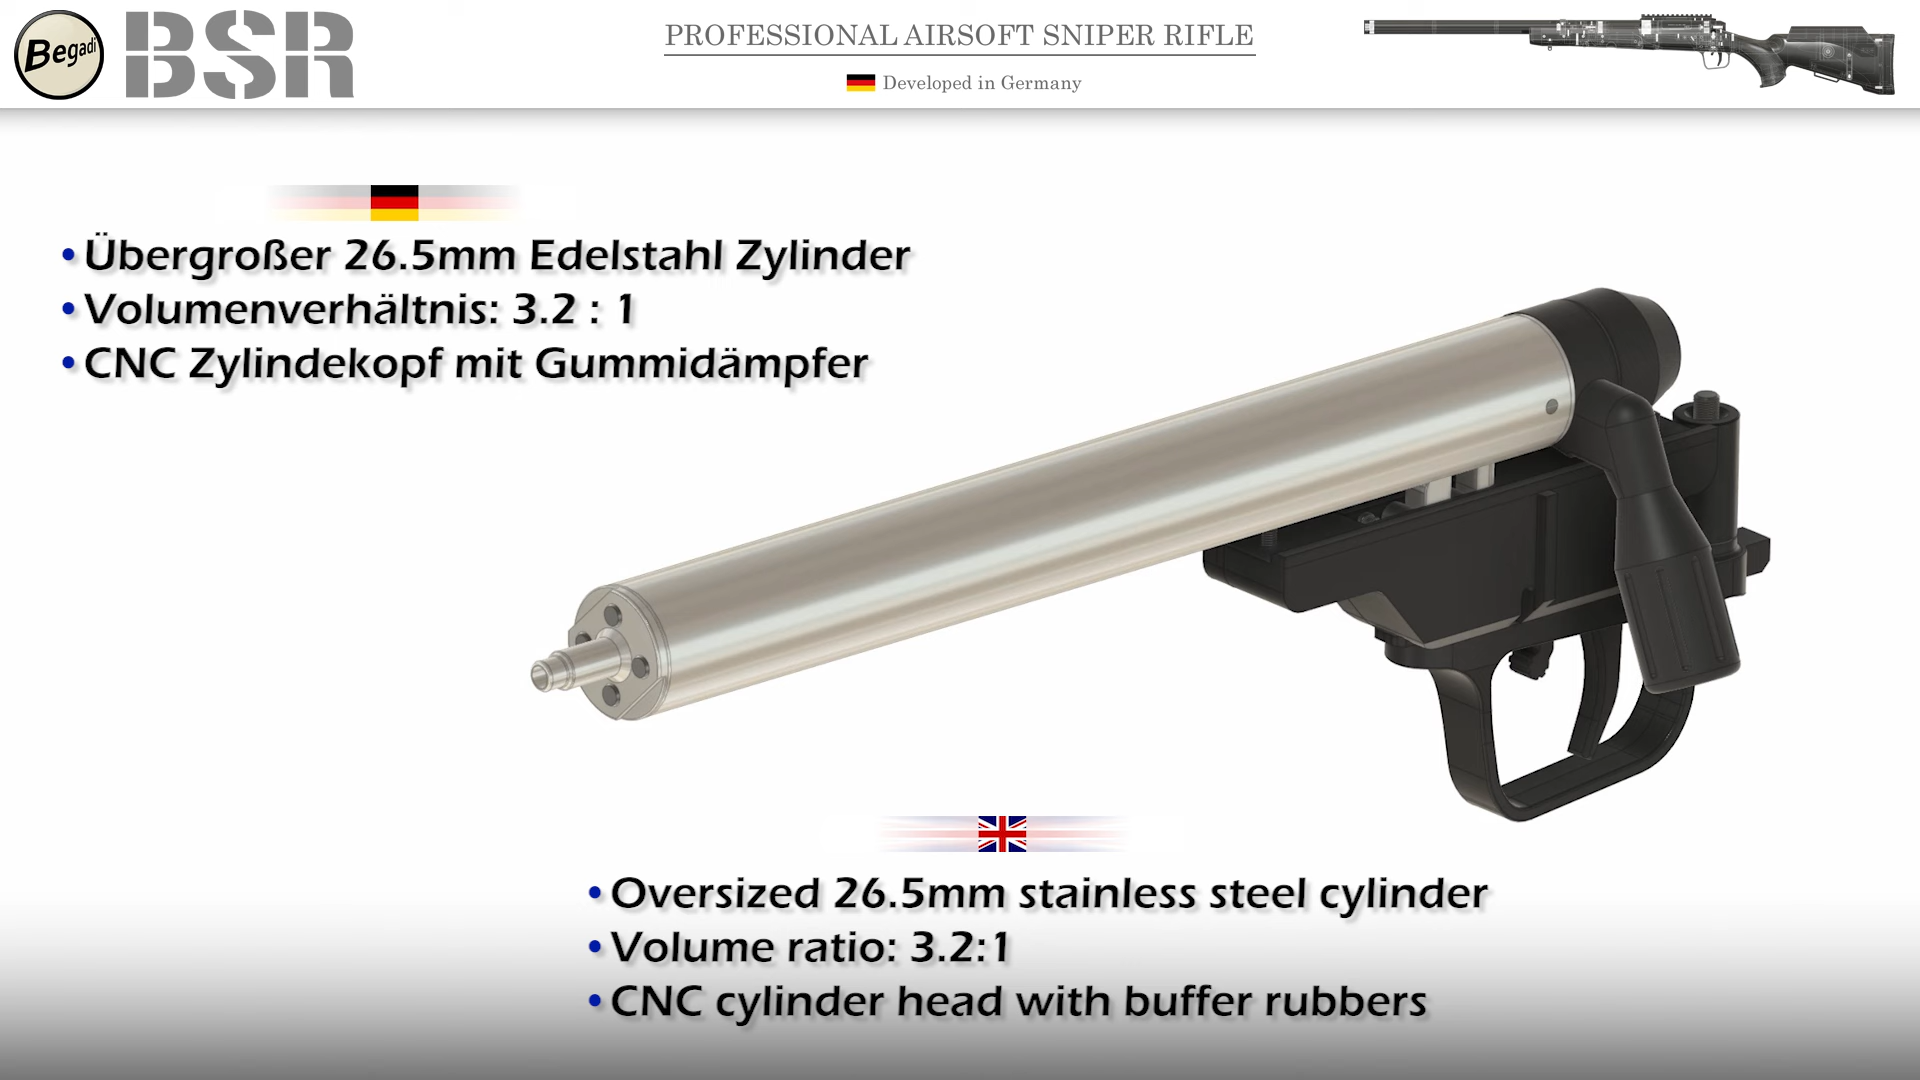 Begadi BSR
PROFESSIONAL AIRSOFT SNIPER RIFLE
Developed in Germany
• Übergroßer 26.5mm Edelstahl Zylinder
• Volumenverhältnis: 3.2 : 1
• CNC Zylindekopf mit Gummidämpfer
• Oversized 26.5mm stainless steel cylinder
• Volume ratio: 3.2:1
• CNC cylinder head with buffer rubbers